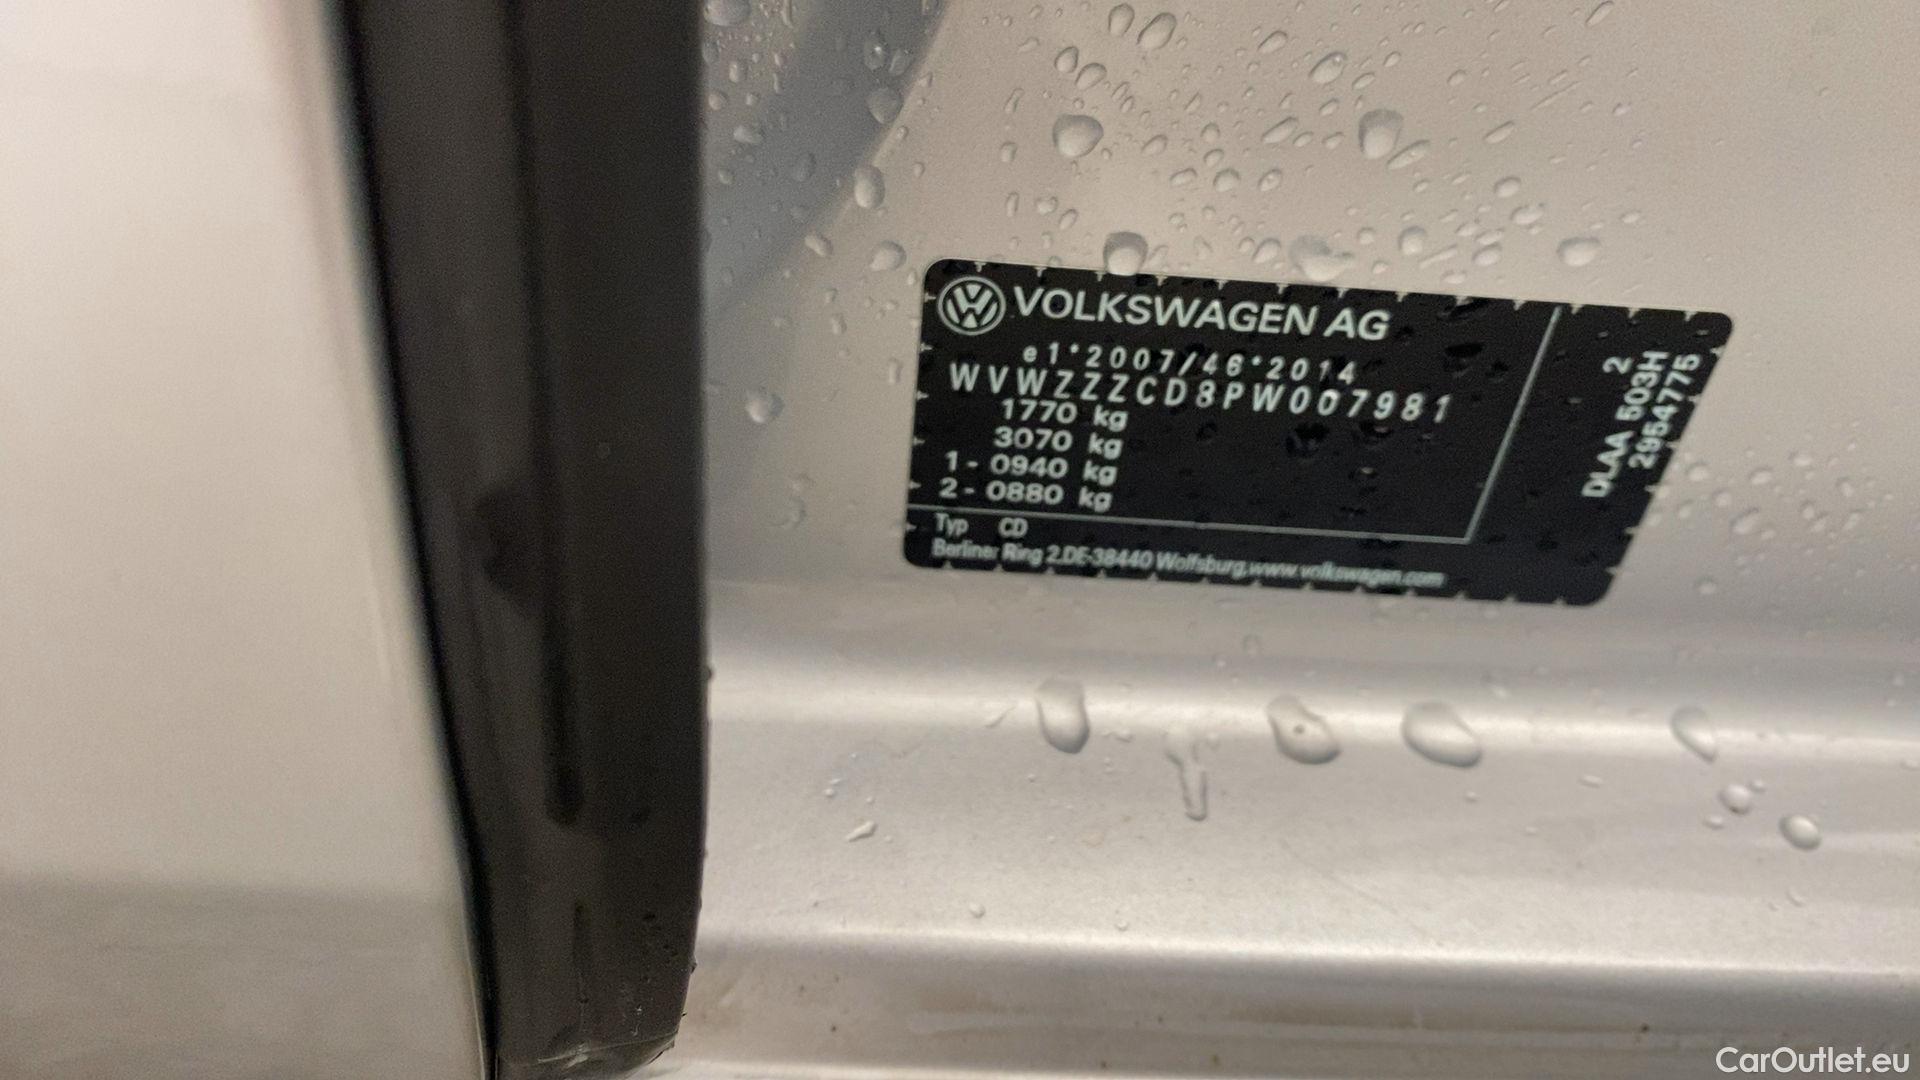 VOLKSWAGEN AG
e1*2007/46*2014
WVWZZZCD8PW007981
1770 kg
3070 kg
1- 0940 kg
2- 0880 kg
Typ CD
Berliner Ring 2,DE-38440 Wolfsburg,www.volkswagen.com
2
DLAA 503H
29547775
CarOutlet.eu